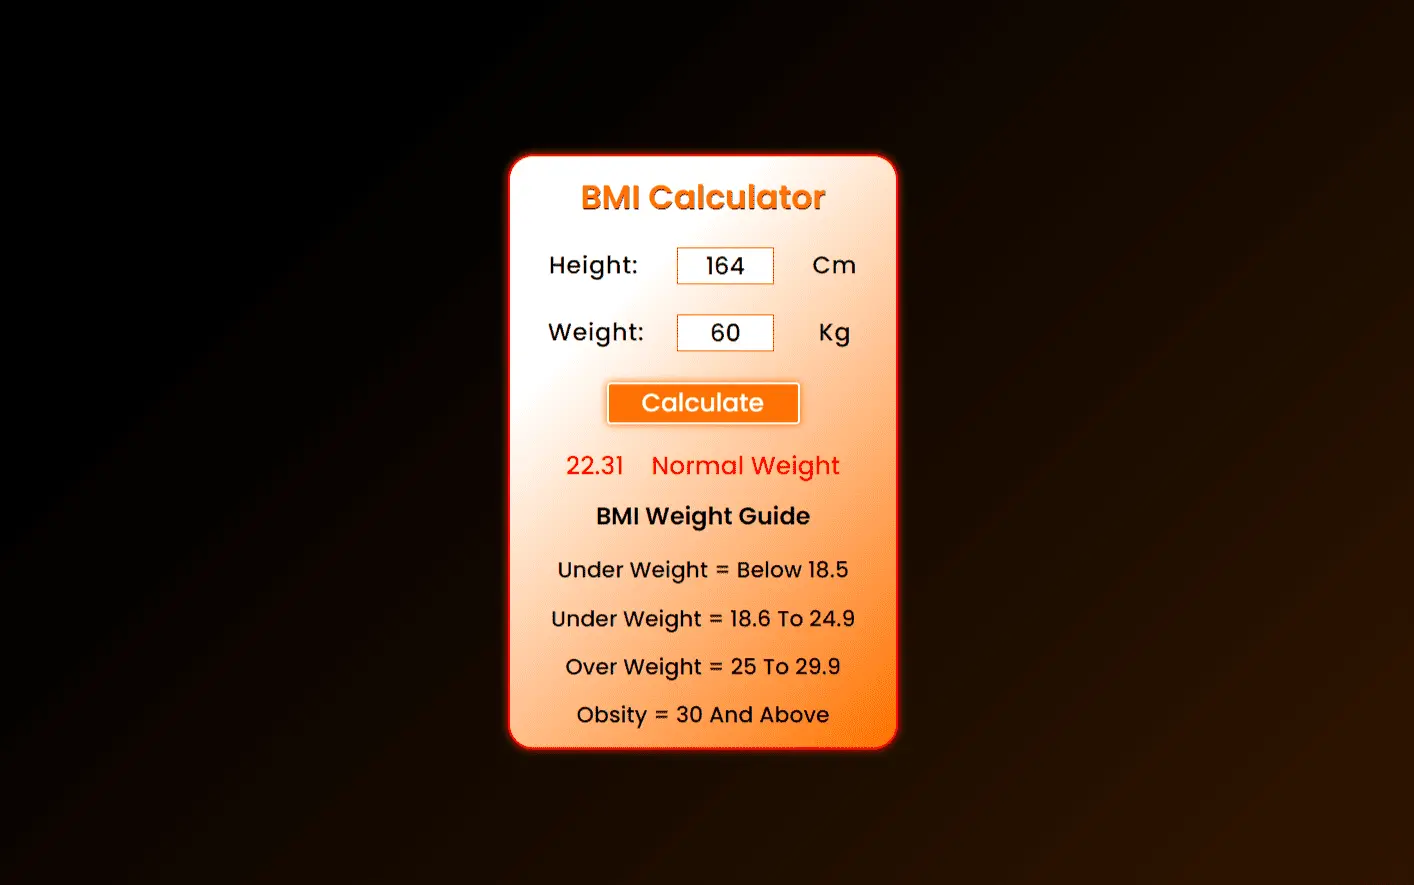 BMI Calculator
Height: 164 Cm
Weight: 60 Kg
Calculate
22.31 Normal Weight
BMI Weight Guide
Under Weight = Below 18.5
Under Weight = 18.6 To 24.9
Over Weight = 25 To 29.9
Obsity = 30 And Above